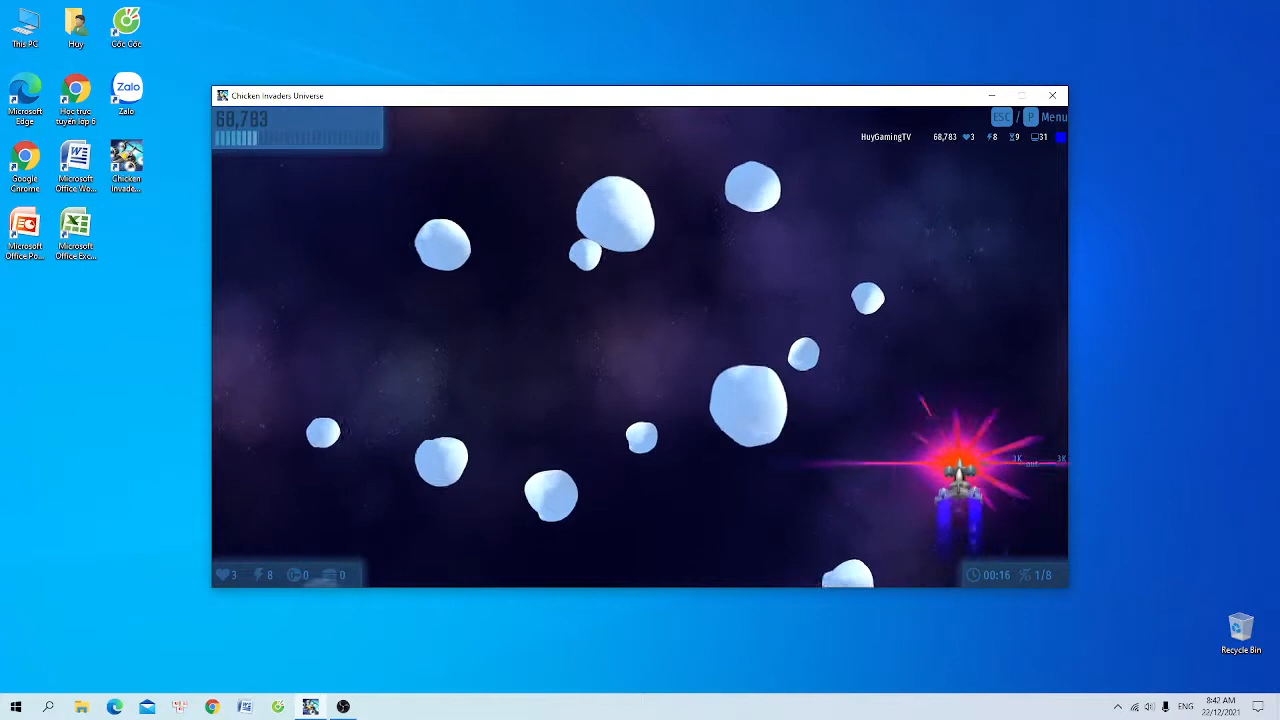 This PC
Huy
Cốc Cốc
Microsoft Edge
Học trực tuyến lớp 6
Zalo
Zalo
Google Chrome
Microsoft Office Wo...
Chicken Invade...
Microsoft Office Po...
Microsoft Office Exc...
Chicken Invaders Universe
68,783
ESC / P Menu
HuyGamingTV 68,783 3 8 9 31
1K
3K
3 8 0 0
00:16 1/8
Recycle Bin
ENG
8:42 AM
22/12/2021